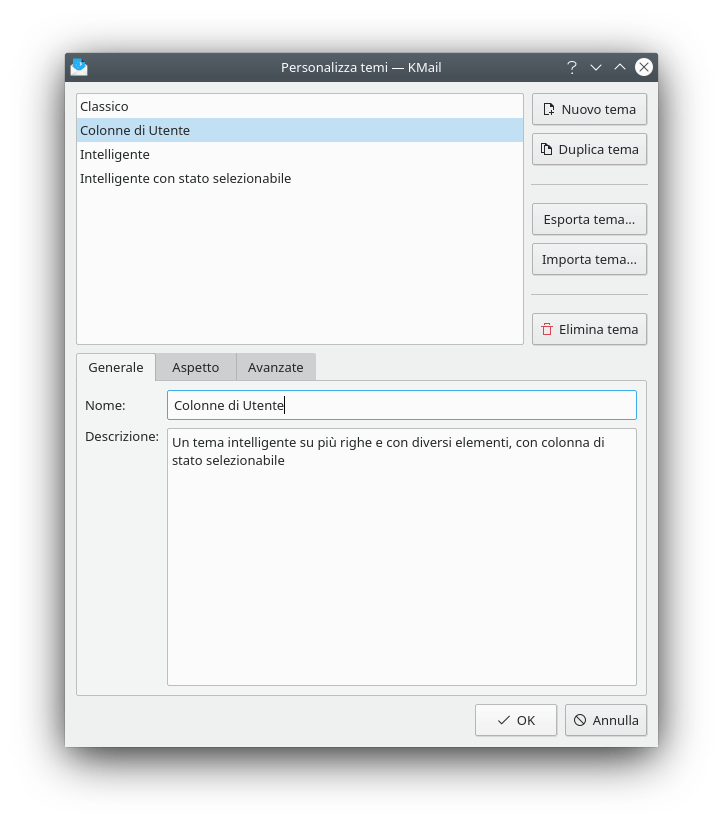 Personalizza temi — KMail
Classico
Colonne di Utente
Intelligente
Intelligente con stato selezionabile
Nuovo tema
Duplica tema
Esporta tema...
Importa tema...
Elimina tema
Generale Aspetto Avanzate
Nome: Colonne di Utente
Descrizione: Un tema intelligente su più righe e con diversi elementi, con colonna di
stato selezionabile
OK Annulla